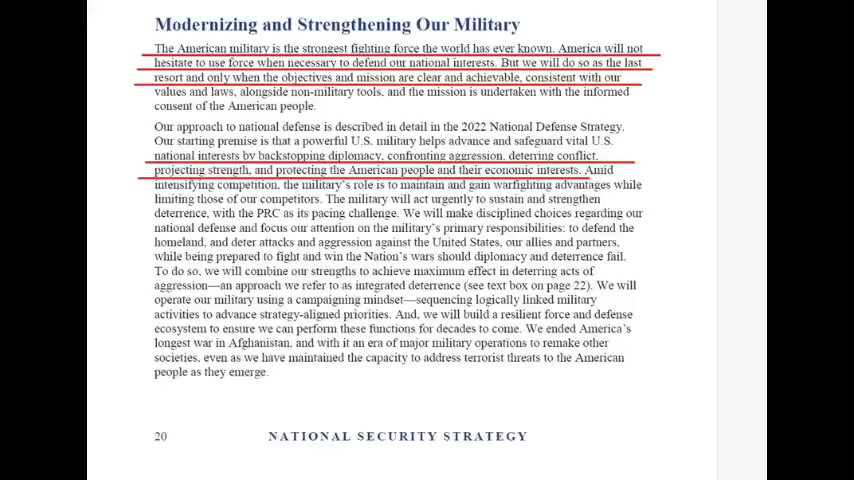 Modernizing and Strengthening Our Military
The American military is the strongest fighting force the world has ever known. America will not
hesitate to use force when necessary to defend our national interests. But we will do so as the last
resort and only when the objectives and mission are clear and achievable, consistent with our
values and laws, alongside non-military tools, and the mission is undertaken with the informed
consent of the American people.
Our approach to national defense is described in detail in the 2022 National Defense Strategy.
Our starting premise is that a powerful U.S. military helps advance and safeguard vital U.S.
national interests by backstopping diplomacy, confronting aggression, deterring conflict,
projecting strength, and protecting the American people and their economic interests. Amid
intensifying competition, the military's role is to maintain and gain warfighting advantages while
limiting those of our competitors. The military will act urgently to sustain and strengthen
deterrence, with the PRC as its pacing challenge. We will make disciplined choices regarding our
national defense and focus our attention on the military's primary responsibilities: to defend the
homeland, and deter attacks and aggression against the United States, our allies and partners,
while being prepared to fight and win the Nation's wars should diplomacy and deterrence fail.
To do so, we will combine our strengths to achieve maximum effect in deterring acts of
aggression—an approach we refer to as integrated deterrence (see text box on page 22). We will
operate our military using a campaigning mindset—sequencing logically linked military
activities to advance strategy-aligned priorities. And, we will build a resilient force and defense
ecosystem to ensure we can perform these functions for decades to come. We ended America's
longest war in Afghanistan, and with it an era of major military operations to remake other
societies, even as we have maintained the capacity to address terrorist threats to the American
people as they emerge.
20 NATIONAL SECURITY STRATEGY